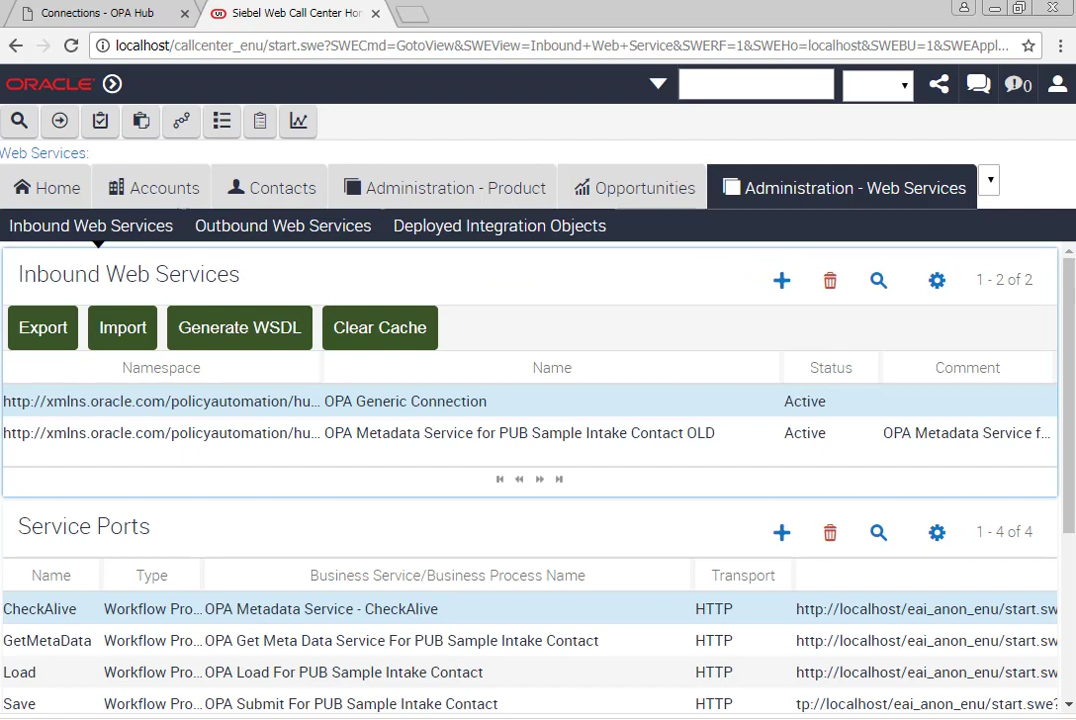 Connections - OPA Hub
Siebel Web Call Center Hor
localhost/callcenter_enu/start.swe?SWECmd=GotoView&SWEView=Inbound+Web+Service&SWERF=1&SWEHo=localhost&SWEBU=1&SWEAppl...
ORACLE
0
Web Services:
Home
Accounts
Contacts
Administration - Product
Opportunities
Administration - Web Services
Inbound Web Services
Outbound Web Services
Deployed Integration Objects
Inbound Web Services
1 - 2 of 2
Export
Import
Generate WSDL
Clear Cache
Namespace Name Status Comment
http://xmlns.oracle.com/policyautomation/hu... OPA Generic Connection Active
http://xmlns.oracle.com/policyautomation/hu... OPA Metadata Service for PUB Sample Intake Contact OLD Active OPA Metadata Service f...
Service Ports
1 - 4 of 4
Name Type Business Service/Business Process Name Transport
CheckAlive Workflow Pro... OPA Metadata Service - CheckAlive HTTP http://localhost/eai_anon_enu/start.sw
GetMetaData Workflow Pro... OPA Get Meta Data Service For PUB Sample Intake Contact HTTP http://localhost/eai_anon_enu/start.sw
Load Workflow Pro... OPA Load For PUB Sample Intake Contact HTTP http://localhost/eai_anon_enu/start.sw
Save Workflow Pro... OPA Submit For PUB Sample Intake Contact HTTP tp://localhost/eai_anon_enu/start.swe?